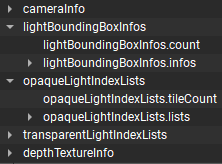 cameraInfo
lightBoundingBoxInfos
lightBoundingBoxInfos.count
lightBoundingBoxInfos.infos
opaqueLightIndexLists
opaqueLightIndexLists.tileCount
opaqueLightIndexLists.lists
transparentLightIndexLists
depthTextureInfo